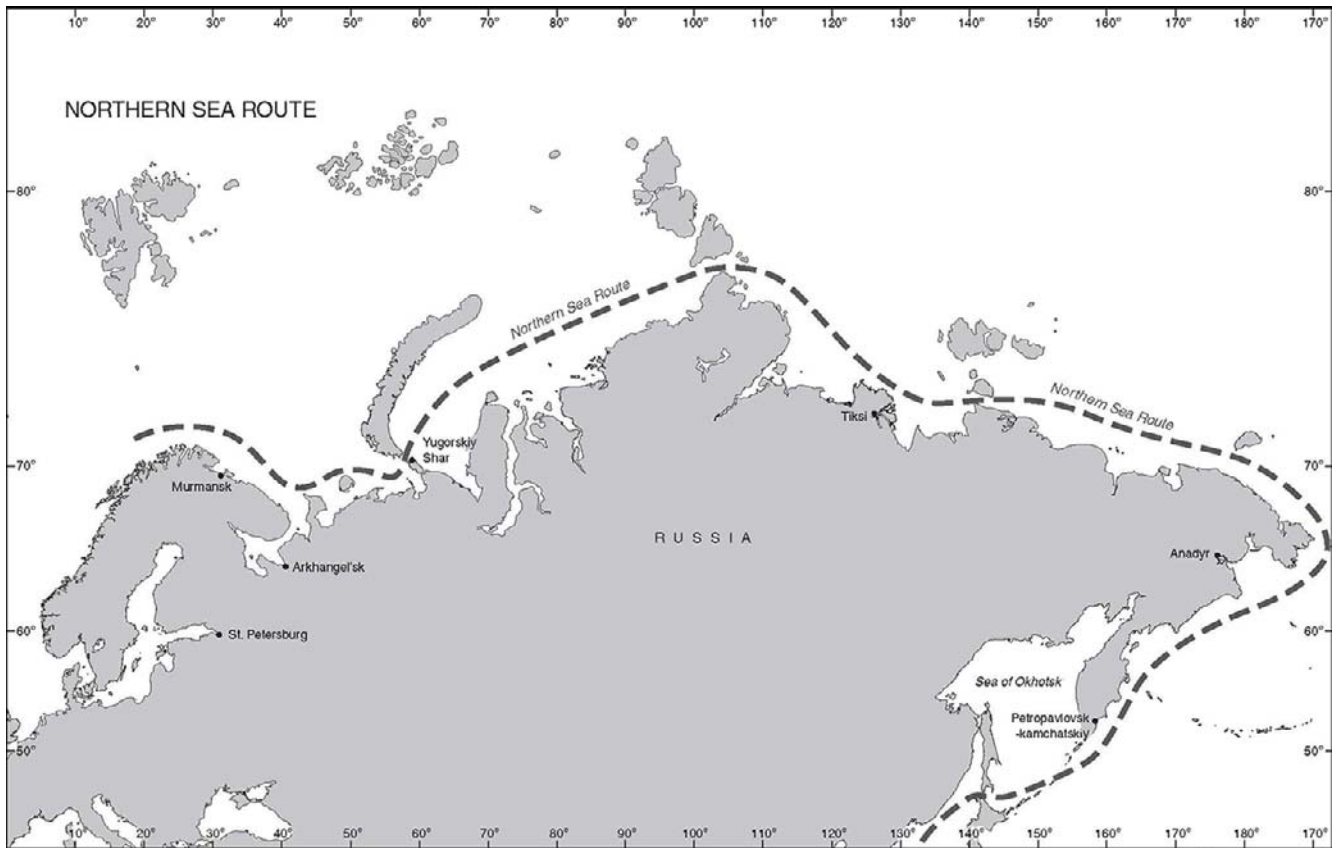 10° 20° 30° 40° 50° 60° 70° 80° 90° 100° 110° 120° 130° 140° 150° 160° 170° 180° 170°
NORTHERN SEA ROUTE
80° 80°
Northern Sea Route
Northern Sea Route
Tiksi
Yugorskiy
Shar
70° 70°
Murmansk
RUSSIA
Anadyr
Arkhangel'sk
60° 60°
St. Petersburg
Sea of Okhotsk
Petropavlovsk
-kamchatskiy
50° 50°
10° 20° 30° 40° 50° 60° 70° 80° 90° 100° 110° 120° 130° 140° 150° 160° 170° 180° 170°